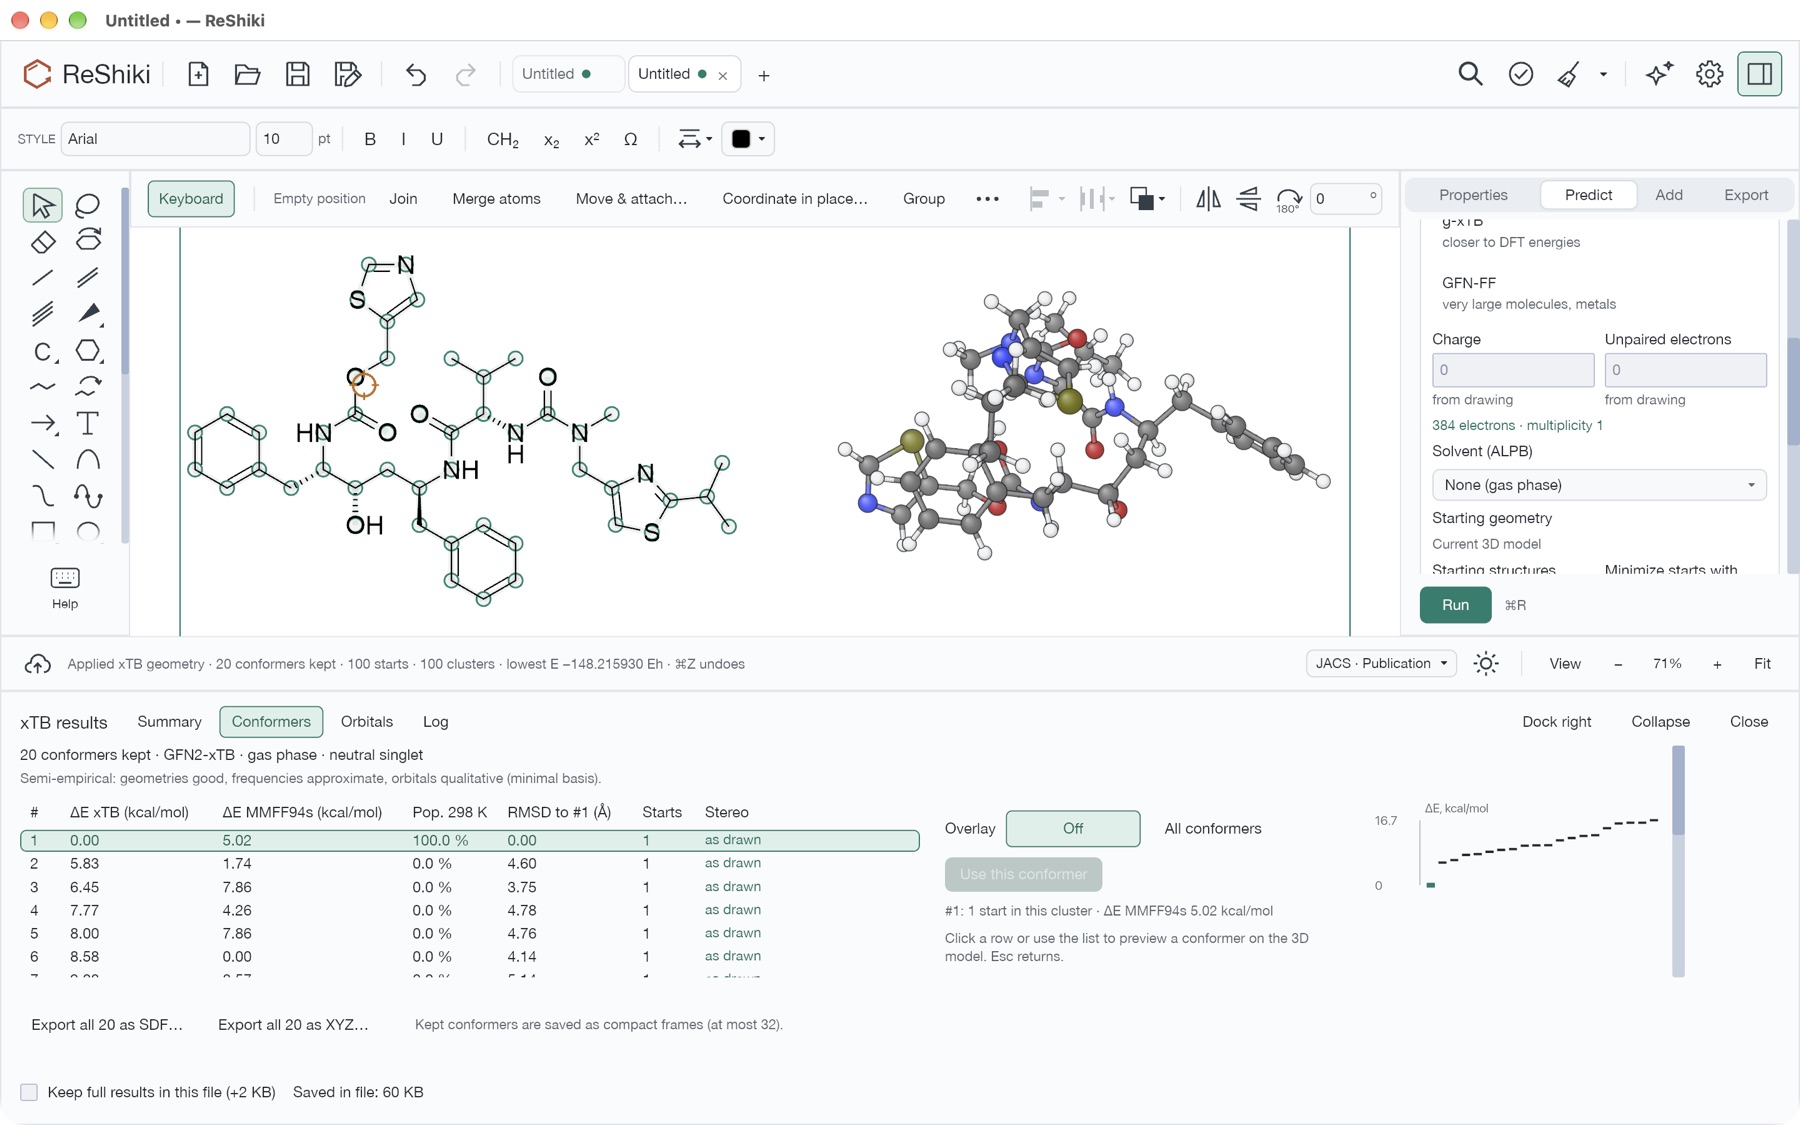 Untitled • — ReShiki
ReShiki
Untitled
Untitled
STYLE Arial 10 pt B I U CH₂ x₂ x² Ω
Keyboard Empty position Join Merge atoms Move & attach… Coordinate in place… Group 180° 0 °
Properties Predict Add Export
g-xTB
closer to DFT energies
GFN-FF
very large molecules, metals
Charge Unpaired electrons
0 0
from drawing from drawing
384 electrons · multiplicity 1
Solvent (ALPB)
None (gas phase)
Starting geometry
Current 3D model
Starting structures Minimize starts with
Run ⌘R
C
T
Help
N
S
O
O
O
O
HN
N
H
N
NH
N
OH
S
Applied xTB geometry · 20 conformers kept · 100 starts · 100 clusters · lowest E −148.215930 Eh · ⌘Z undoes
JACS · Publication View − 71% + Fit
xTB results Summary Conformers Orbitals Log Dock right Collapse Close
20 conformers kept · GFN2-xTB · gas phase · neutral singlet
Semi-empirical: geometries good, frequencies approximate, orbitals qualitative (minimal basis).
# ΔE xTB (kcal/mol) ΔE MMFF94s (kcal/mol) Pop. 298 K RMSD to #1 (Å) Starts Stereo
1 0.00 5.02 100.0 % 0.00 1 as drawn
2 5.83 1.74 0.0 % 4.60 1 as drawn
3 6.45 7.86 0.0 % 3.75 1 as drawn
4 7.77 4.26 0.0 % 4.78 1 as drawn
5 8.00 7.86 0.0 % 4.76 1 as drawn
6 8.58 0.00 0.0 % 4.14 1 as drawn
Overlay Off All conformers
Use this conformer
#1: 1 start in this cluster · ΔE MMFF94s 5.02 kcal/mol
Click a row or use the list to preview a conformer on the 3D
model. Esc returns.
ΔE, kcal/mol
16.7
0
Export all 20 as SDF… Export all 20 as XYZ… Kept conformers are saved as compact frames (at most 32).
Keep full results in this file (+2 KB) Saved in file: 60 KB